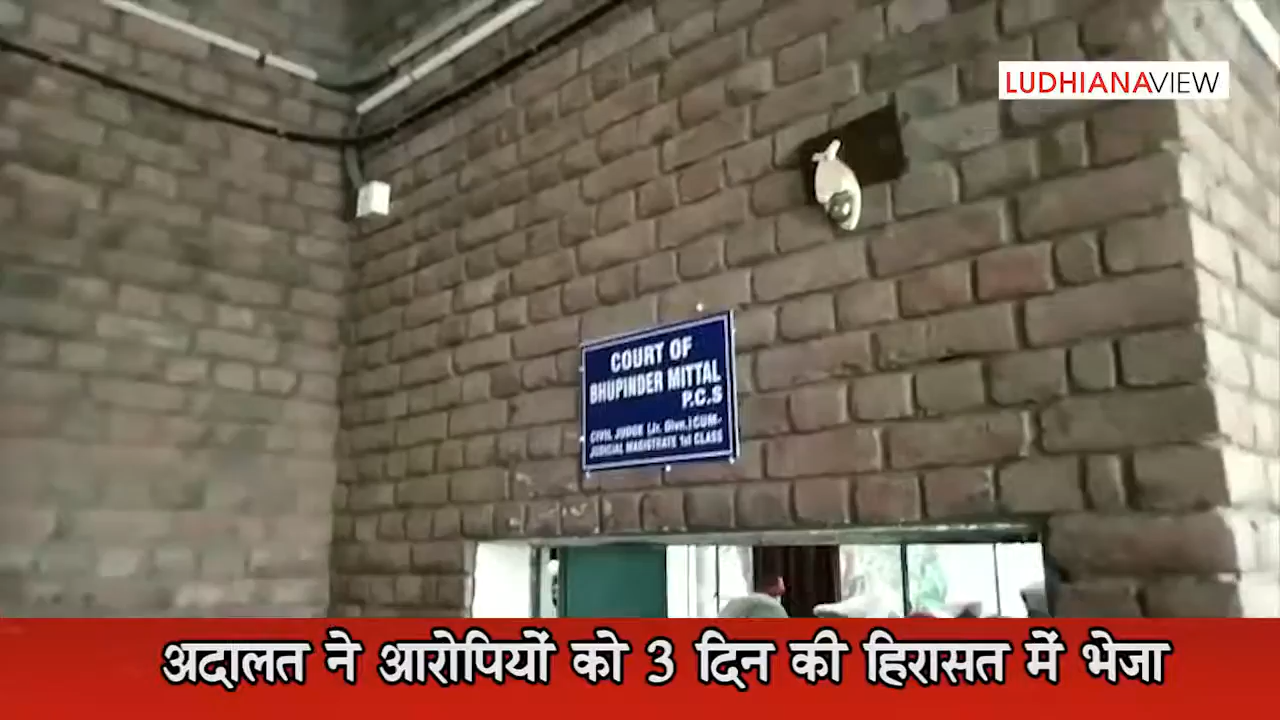 LUDHIANAVIEW
COURT OF
BHUPINDER MITTAL
P.C.S
CIVIL JUDGE (Jr. Divn.) CUM-
JUDICIAL MAGISTRATE 1st CLASS
अदालत ने आरोपियों को 3 दिन की हिरासत में भेजा